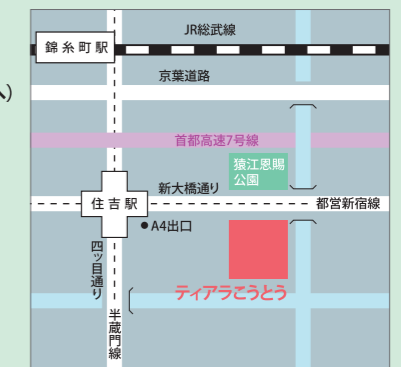 JR総武線
錦糸町駅
京葉道路
首都高速7号線
猿江恩賜
公園
新大橋通り
住吉駅
都営新宿線
A4出口
四ッ目通り
ティアラこうとう
半蔵門線